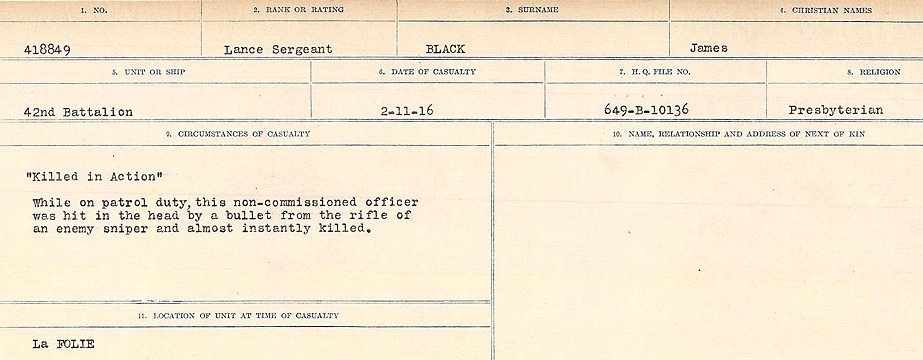 1. NO. 2. RANK OR RATING 3. SURNAME 4. CHRISTIAN NAMES
418849 Lance Sergeant BLACK James
5. UNIT OR SHIP 6. DATE OF CASUALTY 7. H.Q. FILE NO. 8. RELIGION
42nd Battalion 2-11-16 649-B-10136 Presbyterian
9. CIRCUMSTANCES OF CASUALTY 10. NAME, RELATIONSHIP AND ADDRESS OF NEXT OF KIN
"Killed in Action"
While on patrol duty, this non-commissioned officer
was hit in the head by a bullet from the rifle of
an enemy sniper and almost instantly killed.
11. LOCATION OF UNIT AT TIME OF CASUALTY
La FOLIE